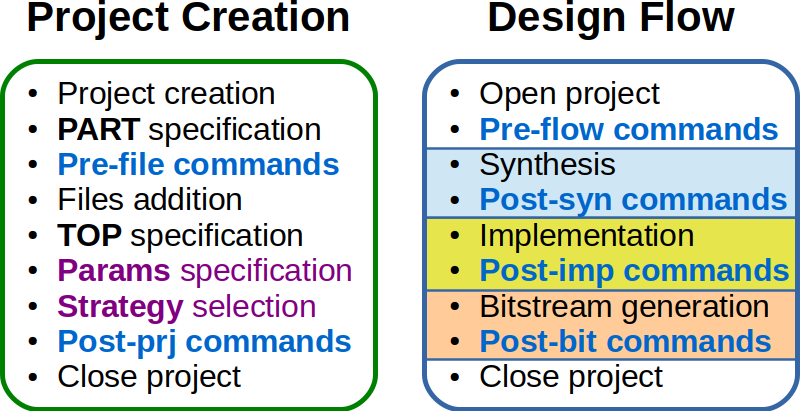 Project Creation
• Project creation
• PART specification
• Pre-file commands
• Files addition
• TOP specification
• Params specification
• Strategy selection
• Post-prj commands
• Close project
Design Flow
• Open project
• Pre-flow commands
• Synthesis
• Post-syn commands
• Implementation
• Post-imp commands
• Bitstream generation
• Post-bit commands
• Close project